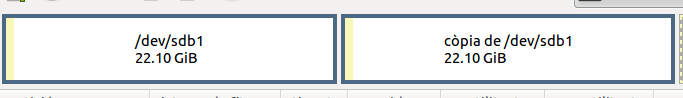 /dev/sdb1
22.10 GiB
còpia de /dev/sdb1
22.10 GiB